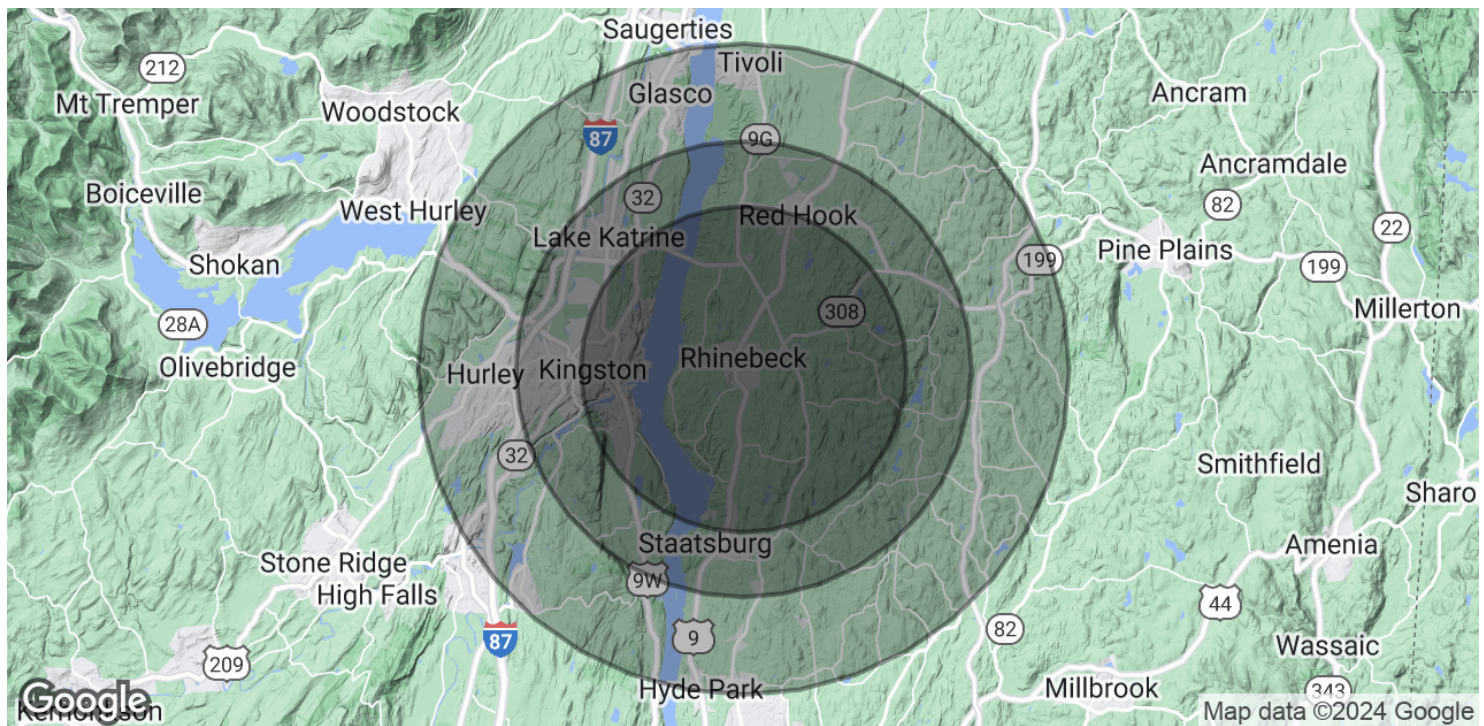 Saugerties
Tivoli
212
Mt Tremper
Woodstock
Glasco
Ancram
87
9G
Ancramdale
Boiceville
West Hurley
32
Red Hook
82
22
Lake Katrine
Shokan
199
Pine Plains
199
28A
308
Millerton
Olivebridge
Hurley
Kingston
Rhinebeck
32
Smithfield
Sharo
Staatsburg
Amenia
Stone Ridge
High Falls
9W
44
87
9
82
Wassaic
209
Hyde Park
Millbrook
343
Google
Map data ©2024 Google